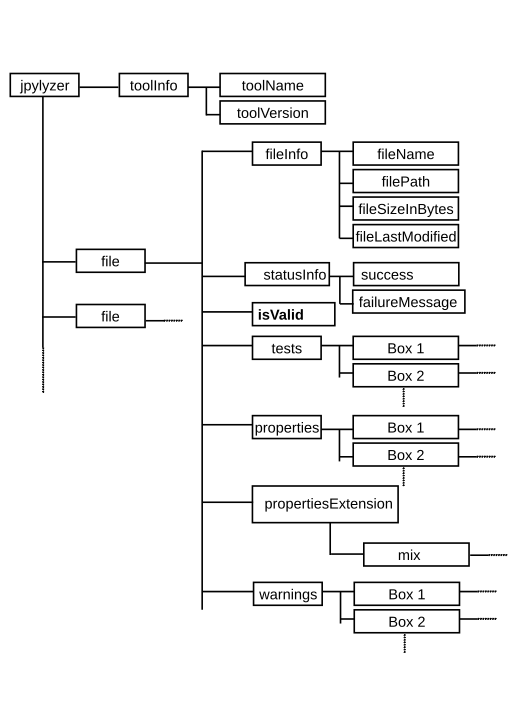 jpylyzer
toolInfo
toolName
toolVersion
fileInfo
fileName
filePath
fileSizeInBytes
fileLastModified
file
statusInfo
success
failureMessage
file
isValid
tests
Box 1
Box 2
properties
Box 1
Box 2
propertiesExtension
mix
warnings
Box 1
Box 2